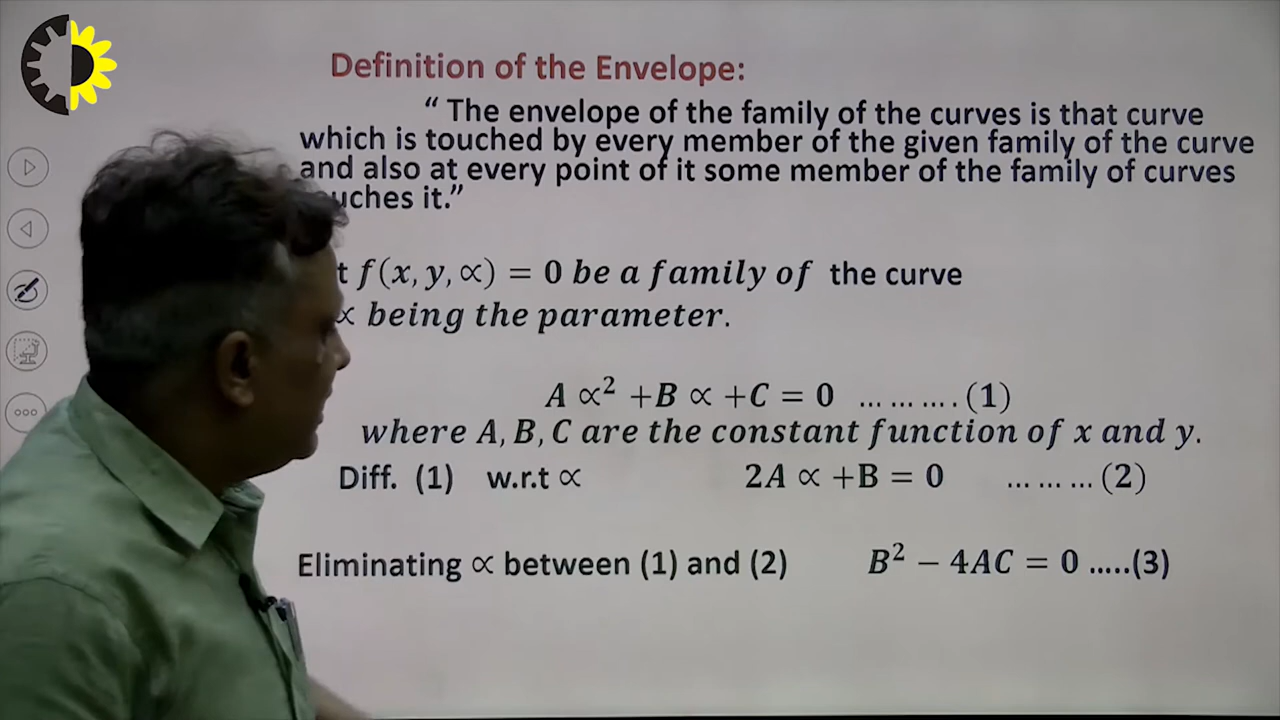 Definition of the Envelope:
“ The envelope of the family of the curves is that curve
which is touched by every member of the given family of the curve
and also at every point of it some member of the family of curves
it.”
f(x, y, ∝) = 0 be a family of the curve
∝ being the parameter.
A ∝² +B ∝ +C = 0 ... ... ... . (1)
where A, B, C are the constant function of x and y.
Diff. (1) w.r.t ∝ 2A ∝ +B = 0 ... ... ... (2)
Eliminating ∝ between (1) and (2) B² − 4AC = 0 .....(3)